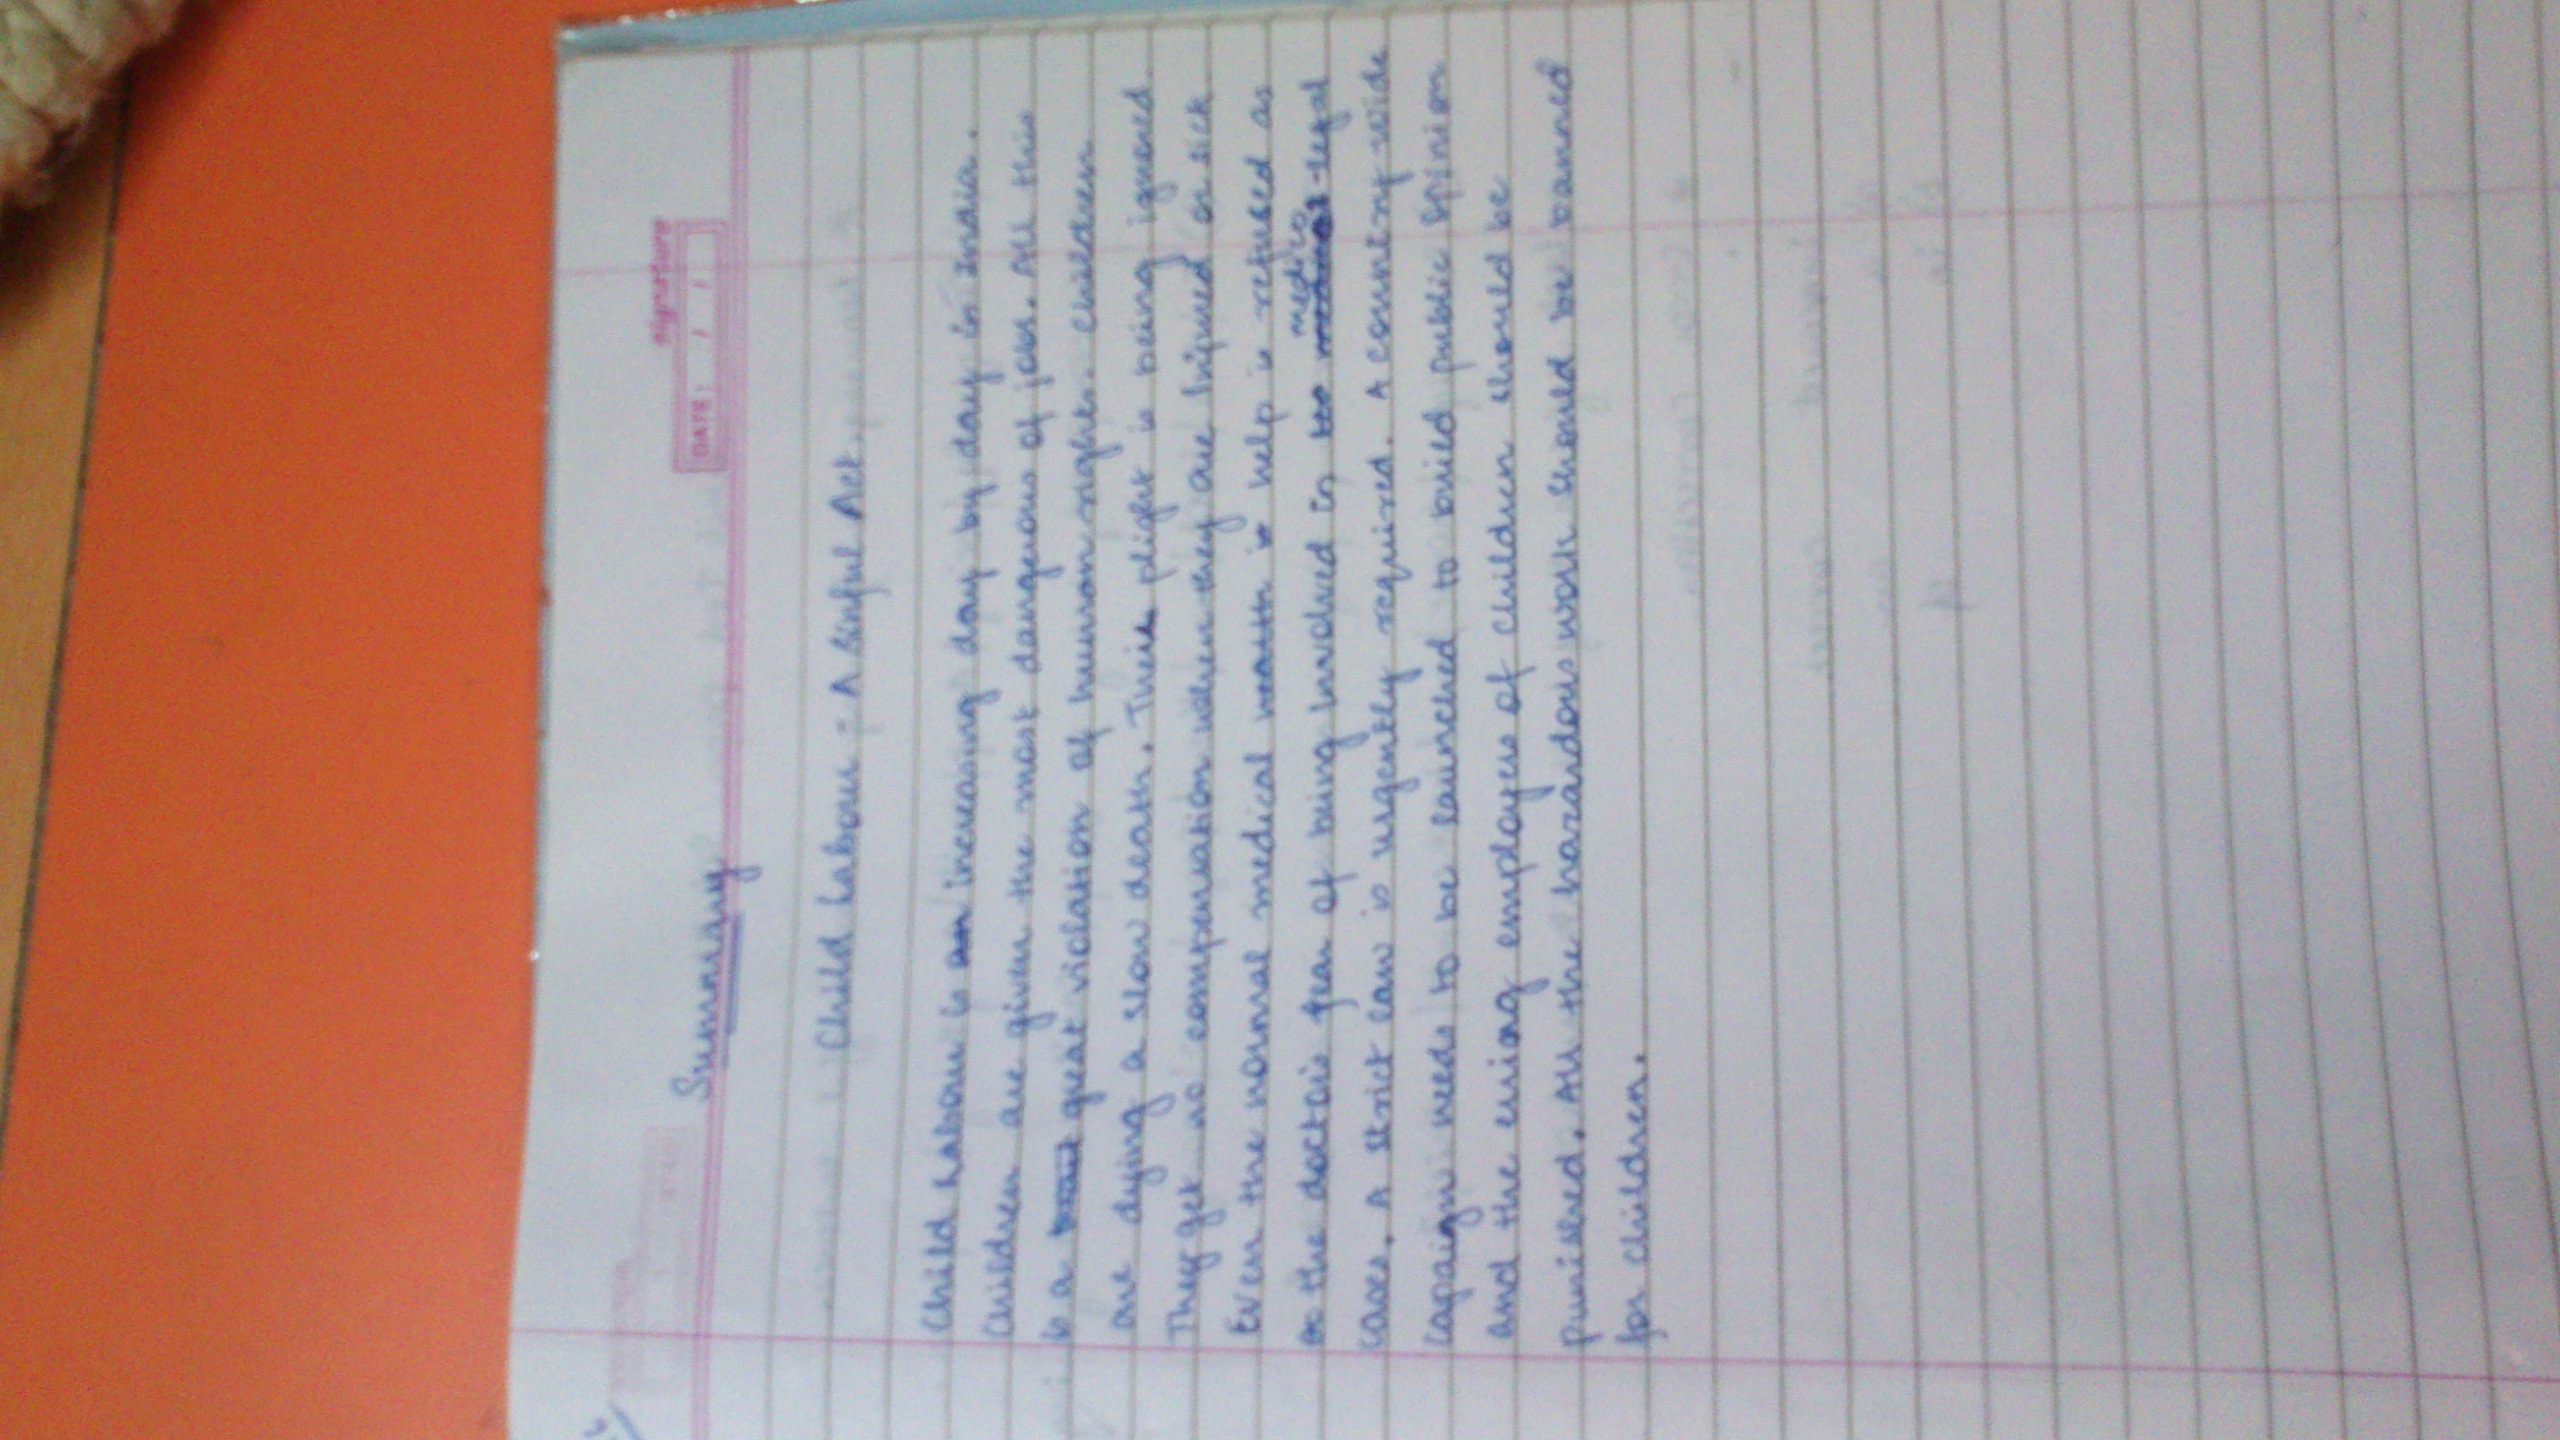 signature
DATE: / /
Summary
Child Labour - A Sinful Act.
Child Labour is increasing day by day in India.
Children are given the most dangerous of jobs. All this
is a great violation of human rights. Children
are dying a slow death. Their plight is being ignored.
They get no compensation when they are injured or sick
Even the normal medical help is refused as
the doctors fear of being involved in medico-legal
cases. A strict law is urgently required. A country wide
capaign needs to be launched to build public opinion
and the erring employers of children should be
punished. All the hazardous work should be banned
for children.